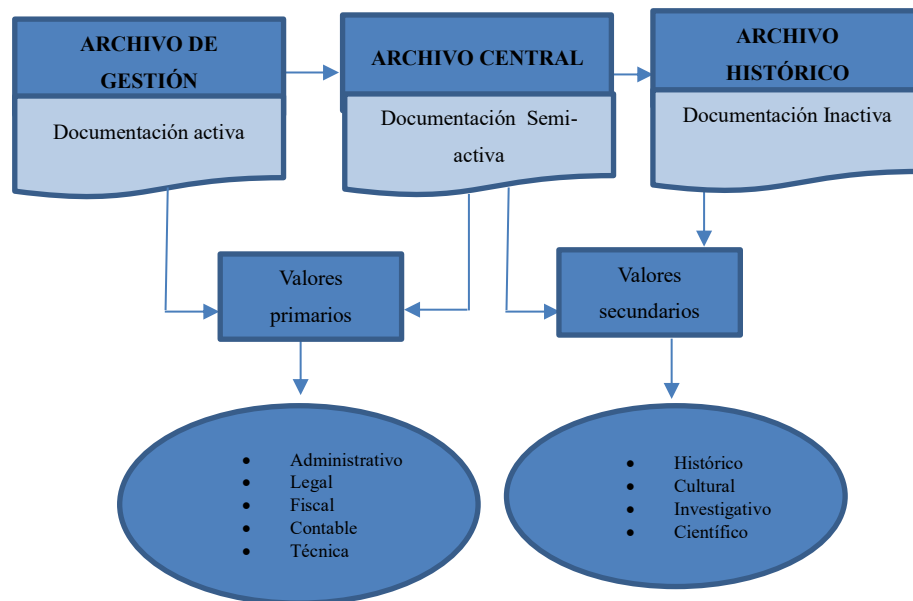 ARCHIVO DE
GESTIÓN
Documentación activa
ARCHIVO CENTRAL
Documentación Semi-
activa
ARCHIVO
HISTÓRICO
Documentación Inactiva
Valores
primarios
Valores
secundarios
• Administrativo
• Legal
• Fiscal
• Contable
• Técnica
• Histórico
• Cultural
• Investigativo
• Científico